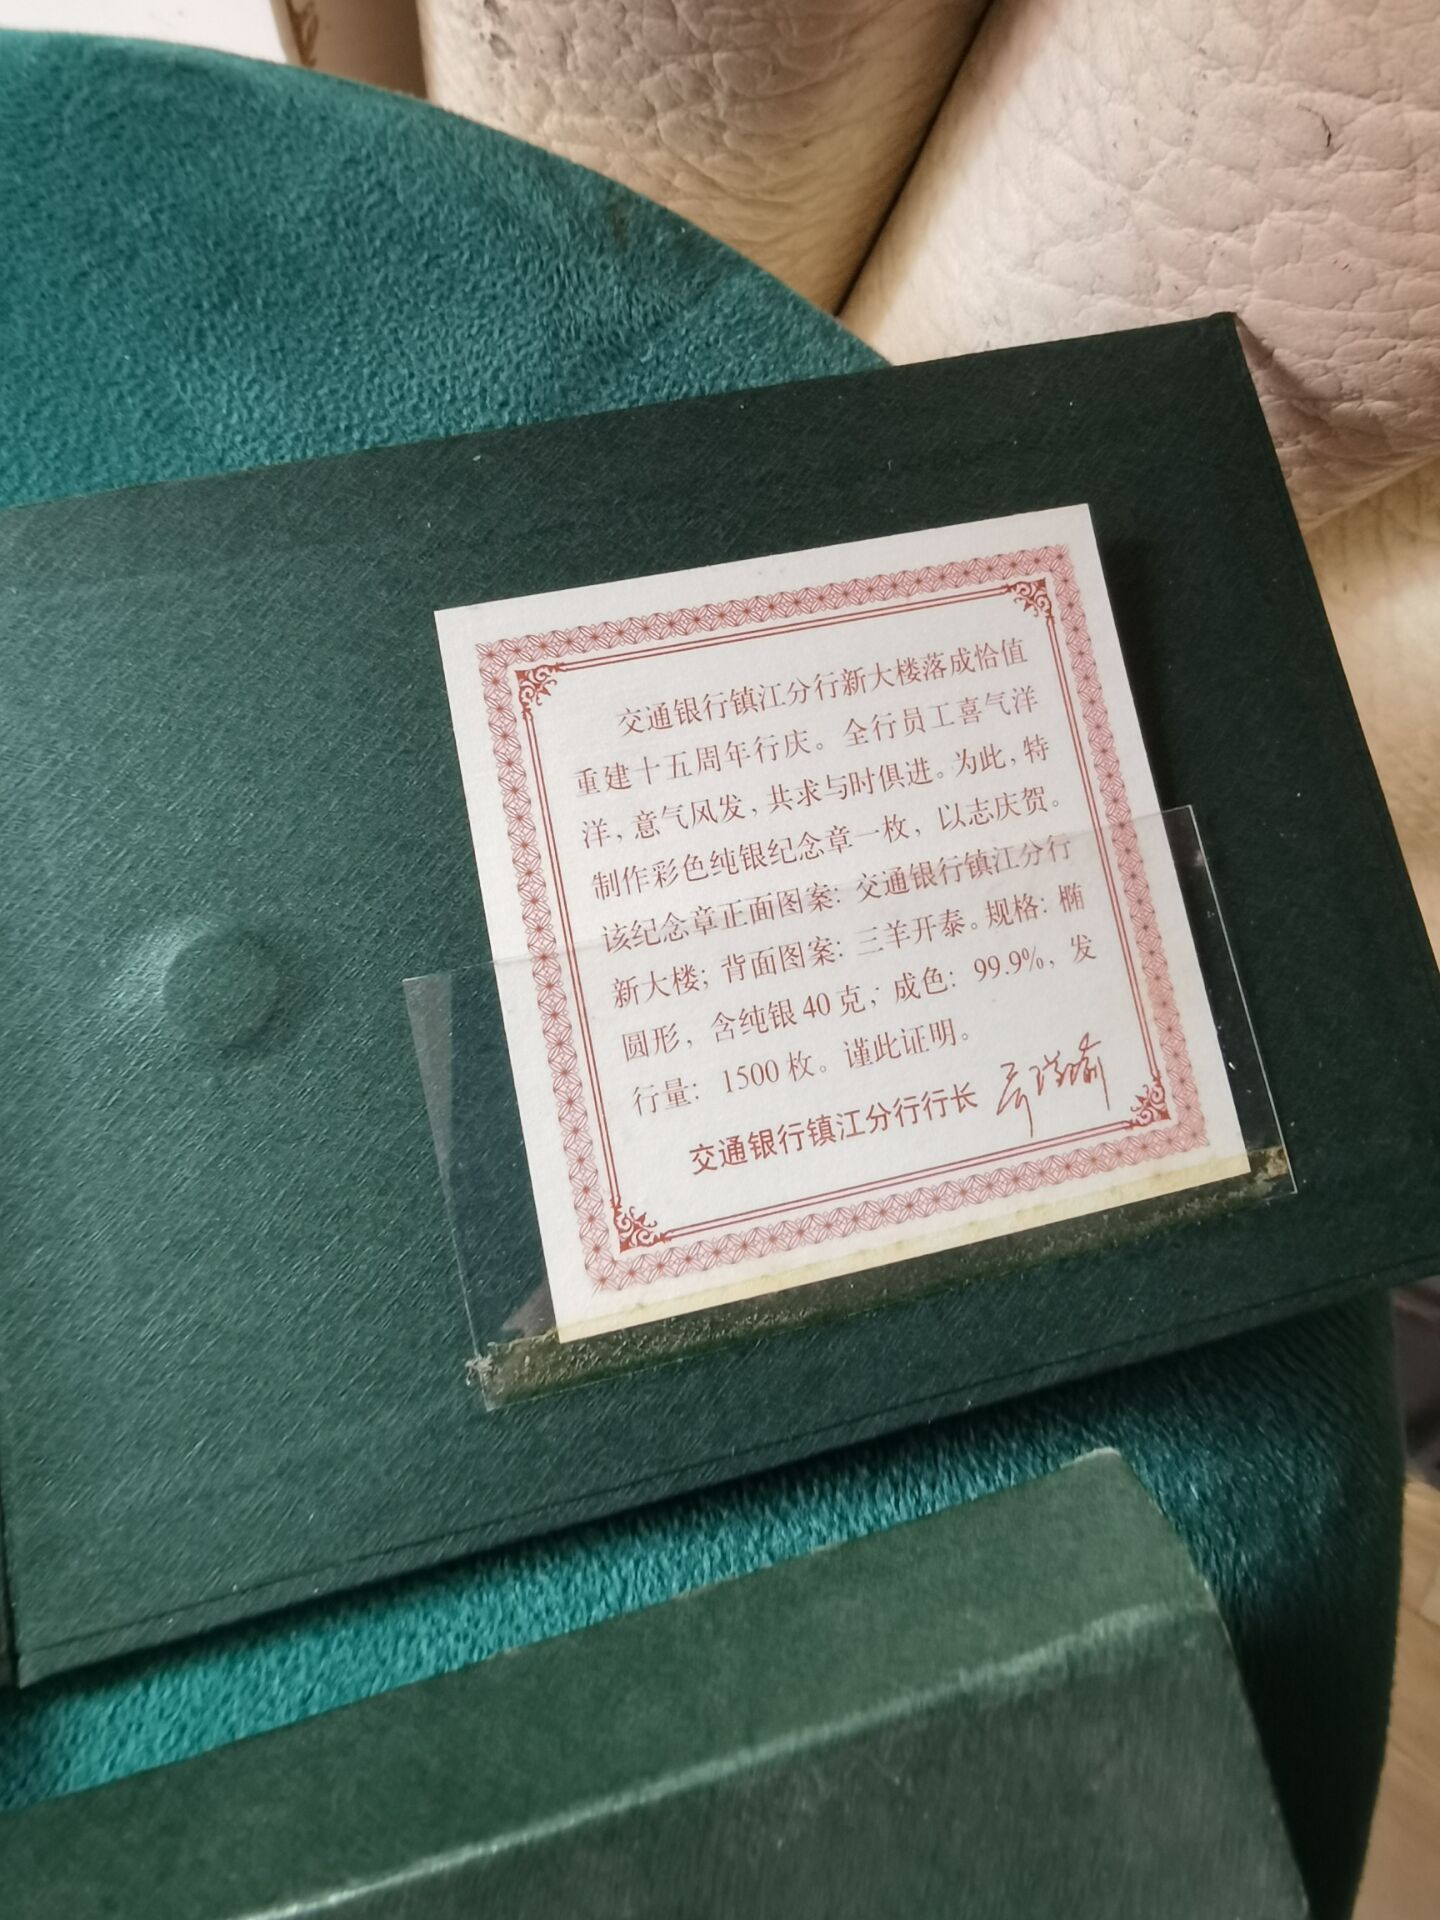 交通银行镇江分行新大楼落成恰值
重建十五周年行庆。全行员工喜气洋
洋，意气风发，共求与时俱进。为此，特
制作彩色纯银纪念章一枚，以志庆贺。
该纪念章正面图案：交通银行镇江分行
新大楼；背面图案：三羊开泰。规格：椭
圆形，含纯银40克；成色：99.9%，发
行量：1500枚。谨此证明。
交通银行镇江分行行长